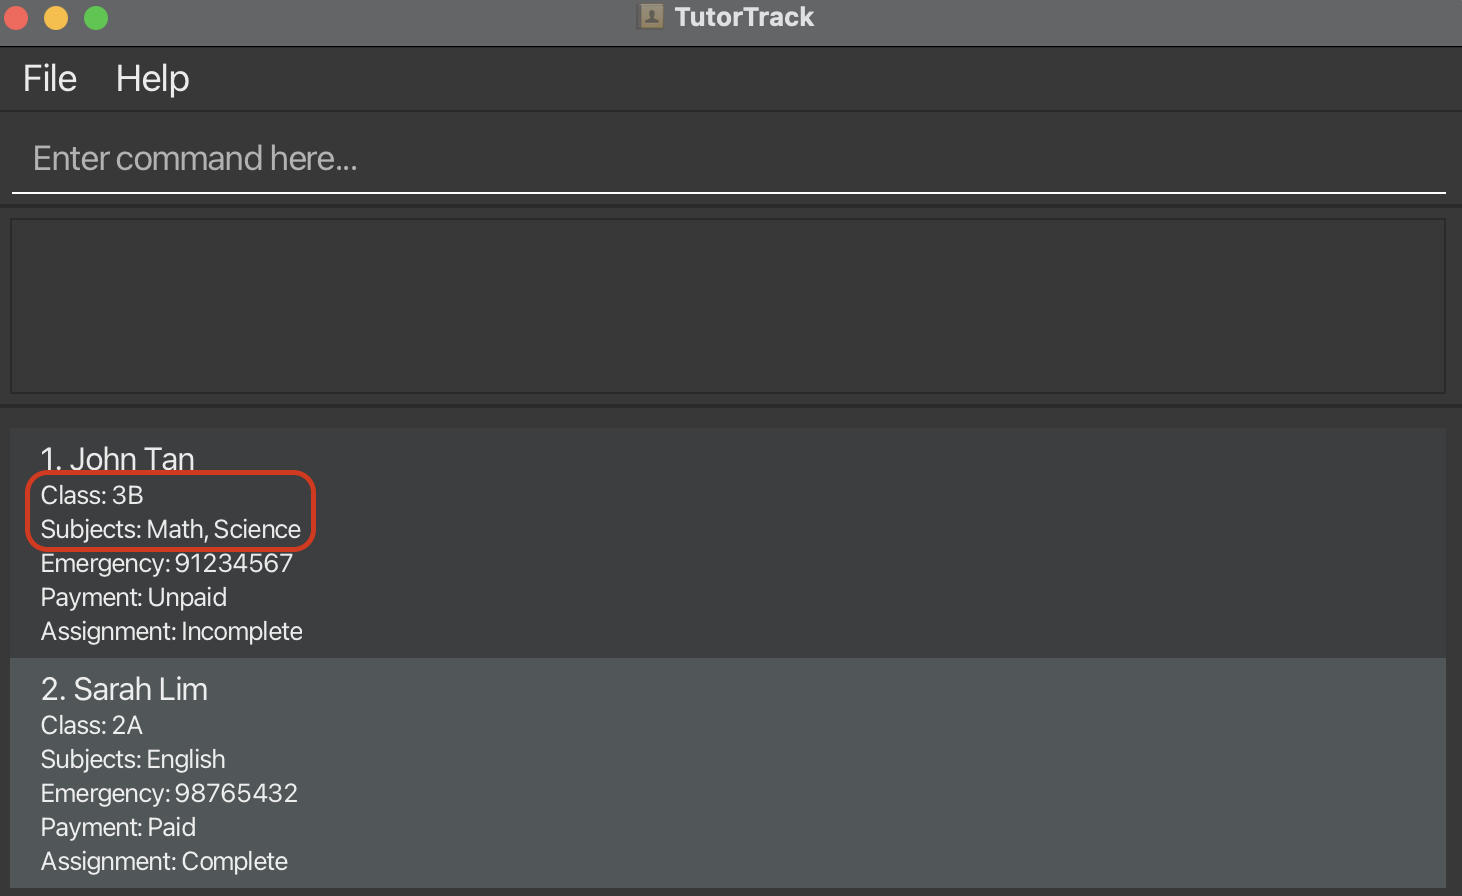 TutorTrack
File Help
Enter command here...
1. John Tan
Class: 3B
Subjects: Math, Science
Emergency: 91234567
Payment: Unpaid
Assignment: Incomplete
2. Sarah Lim
Class: 2A
Subjects: English
Emergency: 98765432
Payment: Paid
Assignment: Complete